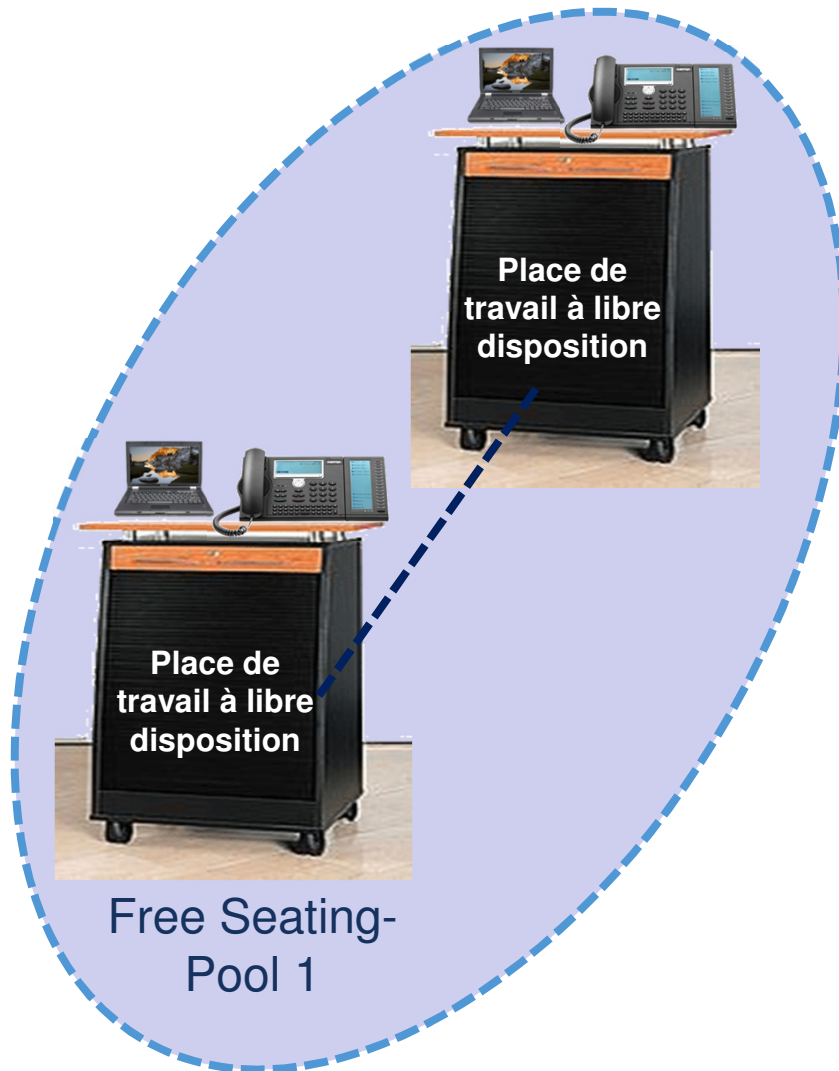 Place de
travail à libre
disposition
Place de
travail à libre
disposition
Free Seating-
Pool 1